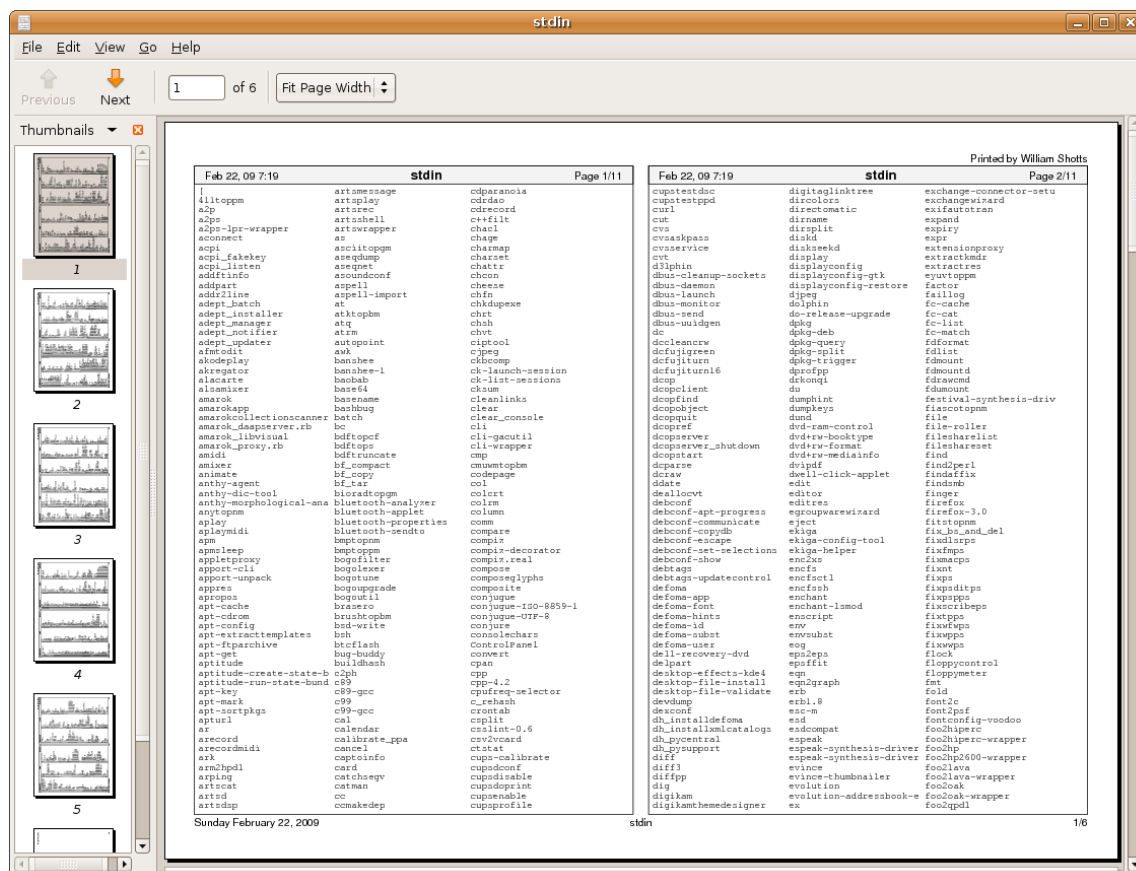 stdin
File Edit View Go Help
Previous
Next
1 of 6
Fit Page Width
Thumbnails
1
2
3
4
5
Printed by William Shotts
Feb 22, 09 7:19 stdin Page 1/11
[
411toppm
a2p
a2ps
a2ps-lpr-wrapper
aconnect
acpi
acpi_fakekey
acpi_listen
addftinfo
addpart
addr2line
adept_batch
adept_installer
adept_manager
adept_notifier
adept_updater
afmtodit
akodeplay
akregator
alacarte
alsamixer
amarok
amarokapp
amarokcollectionscanner
amarok_daapserver.rb
amarok_libvisual
amarok_proxy.rb
amidi
amixer
animate
anthy-agent
anthy-dic-tool
anthy-morphological-ana
anytopnm
aplay
aplaymidi
apm
apmsleep
appletproxy
apport-cli
apport-unpack
appres
apropos
apt-cache
apt-cdrom
apt-config
apt-extracttemplates
apt-ftparchive
apt-get
aptitude
aptitude-create-state-b
aptitude-run-state-bund
apt-key
apt-mark
apt-sortpkgs
apturl
ar
arecord
arecordmidi
ark
arm2hpdl
arping
artscat
artsd
artsdsp
artsmessage
artsplay
artsrec
artsshell
artswrapper
as
asciitopgm
aseqdump
aseqnet
asoundconf
aspell
aspell-import
at
atktopbm
atq
atrm
autopoint
awk
banshee
banshee-1
baobab
base64
basename
bashbug
batch
bc
bdftopcf
bdftops
bdftruncate
bf_compact
bf_copy
bf_tar
bioradtopgm
bluetooth-analyzer
bluetooth-applet
bluetooth-properties
bluetooth-sendto
bmptopnm
bmptoppm
bogofilter
bogolexer
bogotune
bogoupgrade
bogoutil
brasero
brushtopbm
bsd-write
bsh
btcflash
bug-buddy
buildhash
c2ph
c89
c89-gcc
c99
c99-gcc
cal
calendar
calibrate_ppa
cancel
captoinfo
card
catchsegv
catman
cc
ccmakedep
cdparanoia
cdrdao
cdrecord
c++filt
chacl
chage
charmap
charset
chattr
chcon
cheese
chfn
chkdupexe
chrt
chsh
chvt
ciptool
cjpeg
ckbcomp
ck-launch-session
ck-list-sessions
cksum
cleanlinks
clear
clear_console
cli
cli-gacutil
cli-wrapper
cmp
cmuwmtopbm
codepage
col
colcrt
colrm
column
comm
compare
compiz
compiz-decorator
compiz.real
compose
composeglyphs
composite
conjugue
conjugue-ISO-8859-1
conjugue-UTF-8
conjure
consolechars
ControlPanel
convert
cpan
cpp
cpp-4.2
cpufreq-selector
c_rehash
crontab
csplit
csslint-0.6
csv2vcard
ctstat
cups-calibrate
cupsdconf
cupsdisable
cupsdoprint
cupsenable
cupsprofile
Feb 22, 09 7:19 stdin Page 2/11
cupstestdsc
cupstestppd
curl
cut
cvs
cvsaskpass
cvsservice
cvt
d3lphin
dbus-cleanup-sockets
dbus-daemon
dbus-launch
dbus-monitor
dbus-send
dbus-uuidgen
dc
dccleancrw
dcfujigreen
dcfujiturn
dcfujiturn16
dcop
dcopclient
dcopfind
dcopobject
dcopquit
dcopref
dcopserver
dcopserver_shutdown
dcopstart
dcparse
dcraw
ddate
deallocvt
debconf
debconf-apt-progress
debconf-communicate
debconf-copydb
debconf-escape
debconf-set-selections
debconf-show
debtags
debtags-updatecontrol
defoma
defoma-app
defoma-font
defoma-hints
defoma-id
defoma-subst
defoma-user
dell-recovery-dvd
delpart
desktop-effects-kde4
desktop-file-install
desktop-file-validate
devdump
dexconf
dh_installdefoma
dh_installxmlcatalogs
dh_pycentral
dh_pysupport
diff
diff3
diffpp
dig
digikam
digikamthemedesigner
digitaglinktree
dircolors
directomatic
dirname
dirsplit
diskd
diskseekd
display
displayconfig
displayconfig-gtk
displayconfig-restore
djpeg
dolphin
do-release-upgrade
dpkg
dpkg-deb
dpkg-query
dpkg-split
dpkg-trigger
dprofpp
drkonqi
du
dumphint
dumpkeys
dund
dvd-ram-control
dvd+rw-booktype
dvd+rw-format
dvd+rw-mediainfo
dvipdf
dwell-click-applet
edit
editor
editres
egroupwarewizard
eject
ekiga
ekiga-config-tool
ekiga-helper
enc2xs
encfs
encfsctl
encfssh
enchant
enchant-lsmod
enscript
env
envsubst
eog
eps2eps
epsffit
eqn
eqn2graph
erb
erb1.8
esc-m
esd
esdcompat
espeak
espeak-synthesis-driver
espeak-synthesis-driver
evince
evince-thumbnailer
evolution
evolution-addressbook-e
ex
exchange-connector-setu
exchangewizard
exifautotran
expand
expiry
expr
extensionproxy
extractkmdr
extractres
eyuvtoppm
factor
faillog
fc-cache
fc-cat
fc-list
fc-match
fdformat
fdlist
fdmount
fdmountd
fdrawcmd
fdumount
festival-synthesis-driv
fiascotopnm
file
file-roller
filesharelist
fileshareset
find
find2perl
findaffix
findsmb
finger
firefox
firefox-3.0
fitstopnm
fix_bs_and_del
fixdlsrps
fixfmps
fixmacps
fixnt
fixps
fixpsditps
fixpspps
fixscribeps
fixtpps
fixwfwps
fixwpps
fixwwps
flock
floppycontrol
floppymeter
fmt
fold
font2c
font2psf
fontconfig-voodoo
foo2hiperc
foo2hiperc-wrapper
foo2hp
foo2hp2600-wrapper
foo2lava
foo2lava-wrapper
foo2oak
foo2oak-wrapper
foo2qpdl
Sunday February 22, 2009 stdin 1/6